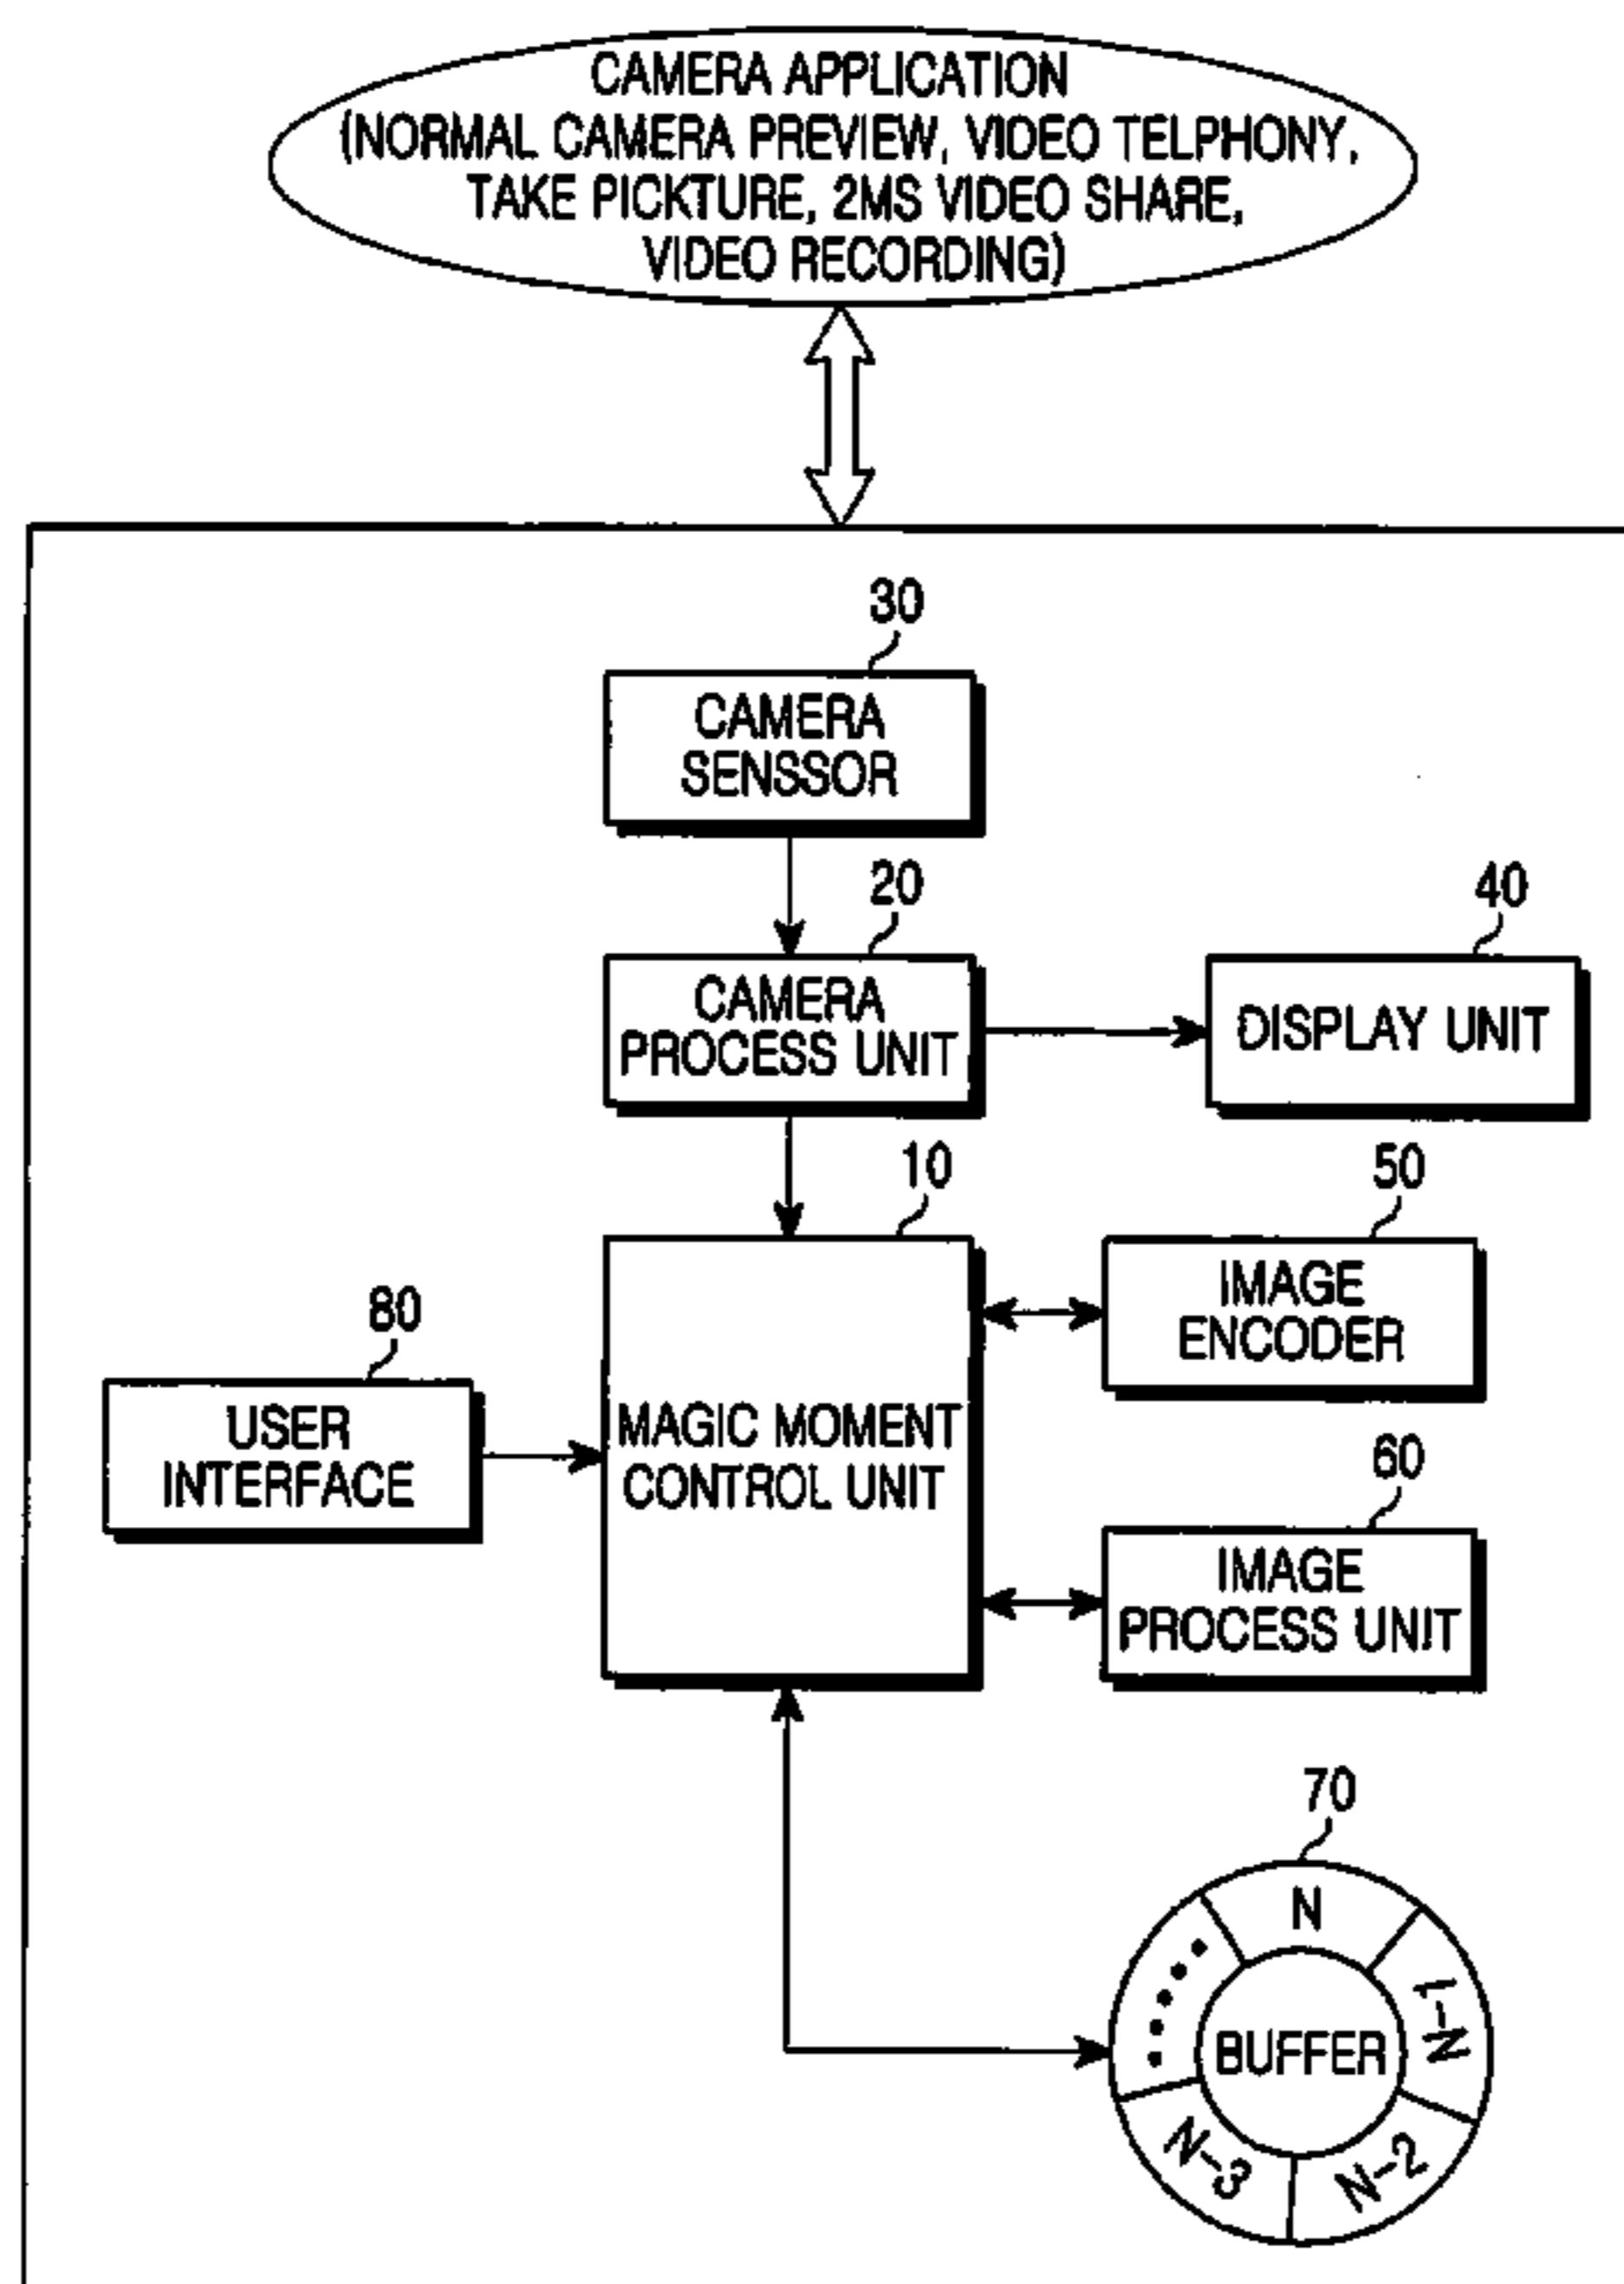 CAMERA APPLICATION
(NORMAL CAMERA PREVIEW, VIDEO TELPHONY,
TAKE PICKTURE, 2MS VIDEO SHARE,
VIDEO RECORDING)
30
CAMERA
SENSSOR
20
CAMERA
PROCESS UNIT
40
DISPLAY UNIT
10
MAGIC MOMENT
CONTROL UNIT
50
IMAGE
ENCODER
80
USER
INTERFACE
60
IMAGE
PROCESS UNIT
70
N
N-1
BUFFER
N-3
N-2